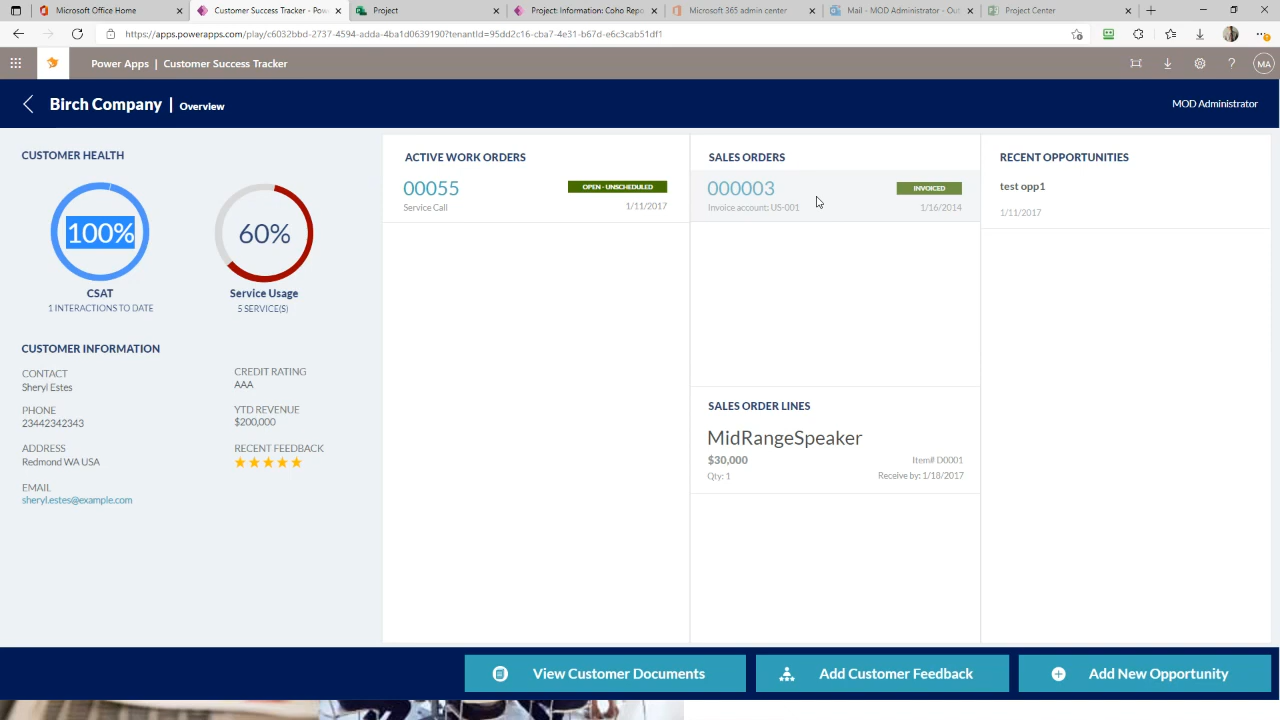 Microsoft Office Home
Customer Success Tracker - Pow
Project
Project: Information: Coho Repo
Microsoft 365 admin center
Mail - MOD Administrator - Out
Project Center
https://apps.powerapps.com/play/c6032bbd-2737-4594-adda-4ba1d0639190?tenantId=95dd2c16-cba7-4e31-b67d-e6c3cab51df1
Power Apps | Customer Success Tracker
MA
Birch Company | Overview
MOD Administrator
CUSTOMER HEALTH
100%
CSAT
1 INTERACTIONS TO DATE
60%
Service Usage
5 SERVICE(S)
CUSTOMER INFORMATION
CONTACT
Sheryl Estes
PHONE
23442342343
ADDRESS
Redmond WA USA
EMAIL
sheryl.estes@example.com
CREDIT RATING
AAA
YTD REVENUE
$200,000
RECENT FEEDBACK
ACTIVE WORK ORDERS
00055
OPEN - UNSCHEDULED
Service Call
1/11/2017
SALES ORDERS
000003
INVOICED
Invoice account: US-001
1/16/2014
SALES ORDER LINES
MidRangeSpeaker
$30,000
Item# D0001
Qty: 1
Receive by: 1/18/2017
RECENT OPPORTUNITIES
test opp1
1/11/2017
View Customer Documents
Add Customer Feedback
Add New Opportunity